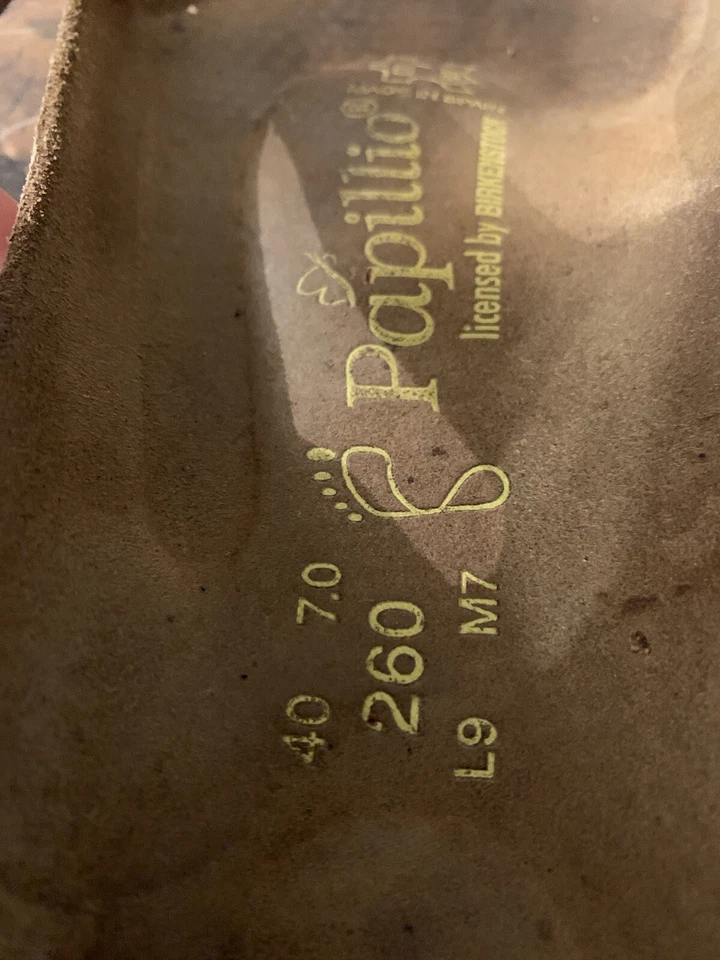 Papillio®
licensed by BIRKENSTOCK
40 7.0
260
L9 M7